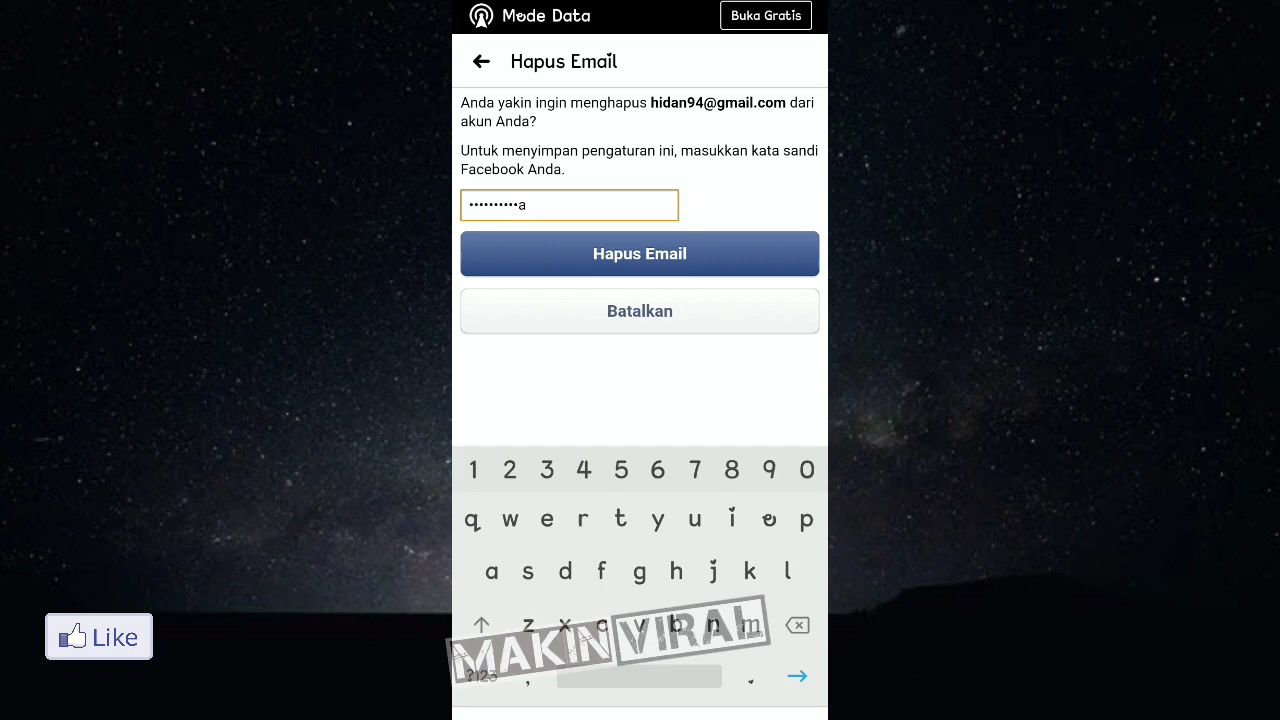 Mode Data
Buka Gratis
Hapus Email
Anda yakin ingin menghapus hidan94@gmail.com dari
akun Anda?
Untuk menyimpan pengaturan ini, masukkan kata sandi
Facebook Anda.
••••••••••a
Hapus Email
Batalkan
1 2 3 4 5 6 7 8 9 0
q w e r t y u i o p
a s d f g h j k l
z x c v b n m
?123 , .
MAKINVIRAL
Like